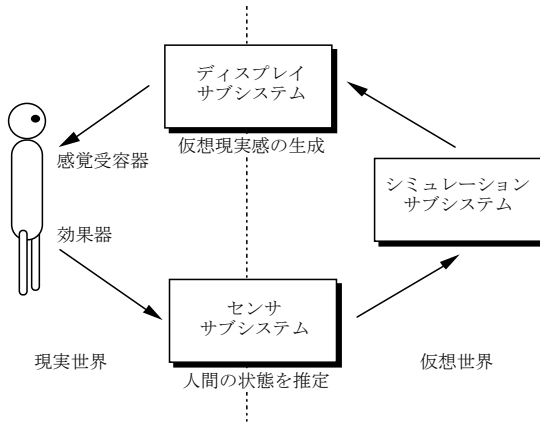 ディスプレイ
サブシステム
仮想現実感の生成
感覚受容器
シミュレーション
サブシステム
効果器
センサ
サブシステム
現実世界
仮想世界
人間の状態を推定